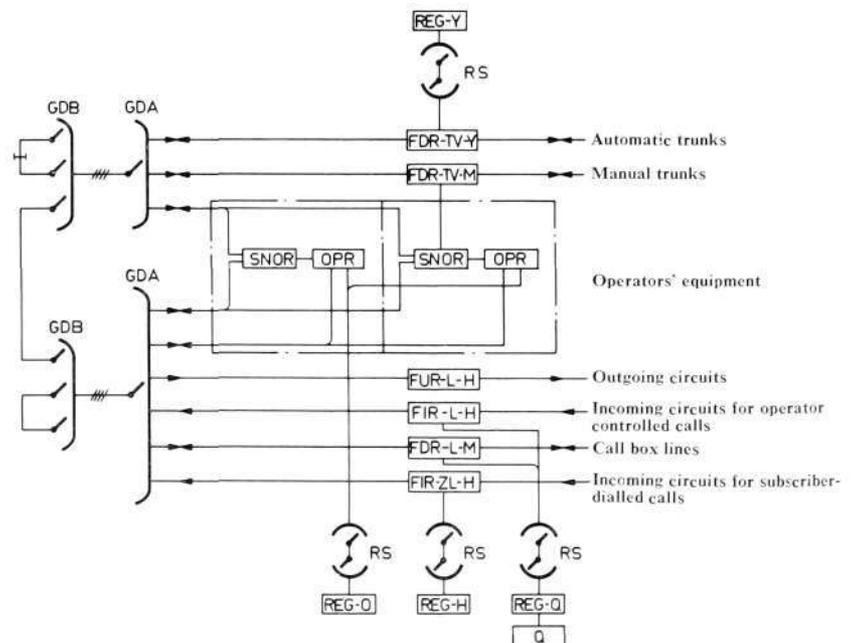 REG-Y
RS
GDB
GDA
FDR-TV-Y
Automatic trunks
FDR-TV-M
Manual trunks
SNOR
OPR
SNOR
OPR
GDA
Operators' equipment
GDB
FUR-L-H
Outgoing circuits
FIR-L-H
Incoming circuits for operator
controlled calls
FDR-L-M
Call box lines
FIR-ZL-H
Incoming circuits for subscriber-
dialled calls
RS
RS
RS
REG-O
REG-H
REG-Q
Q